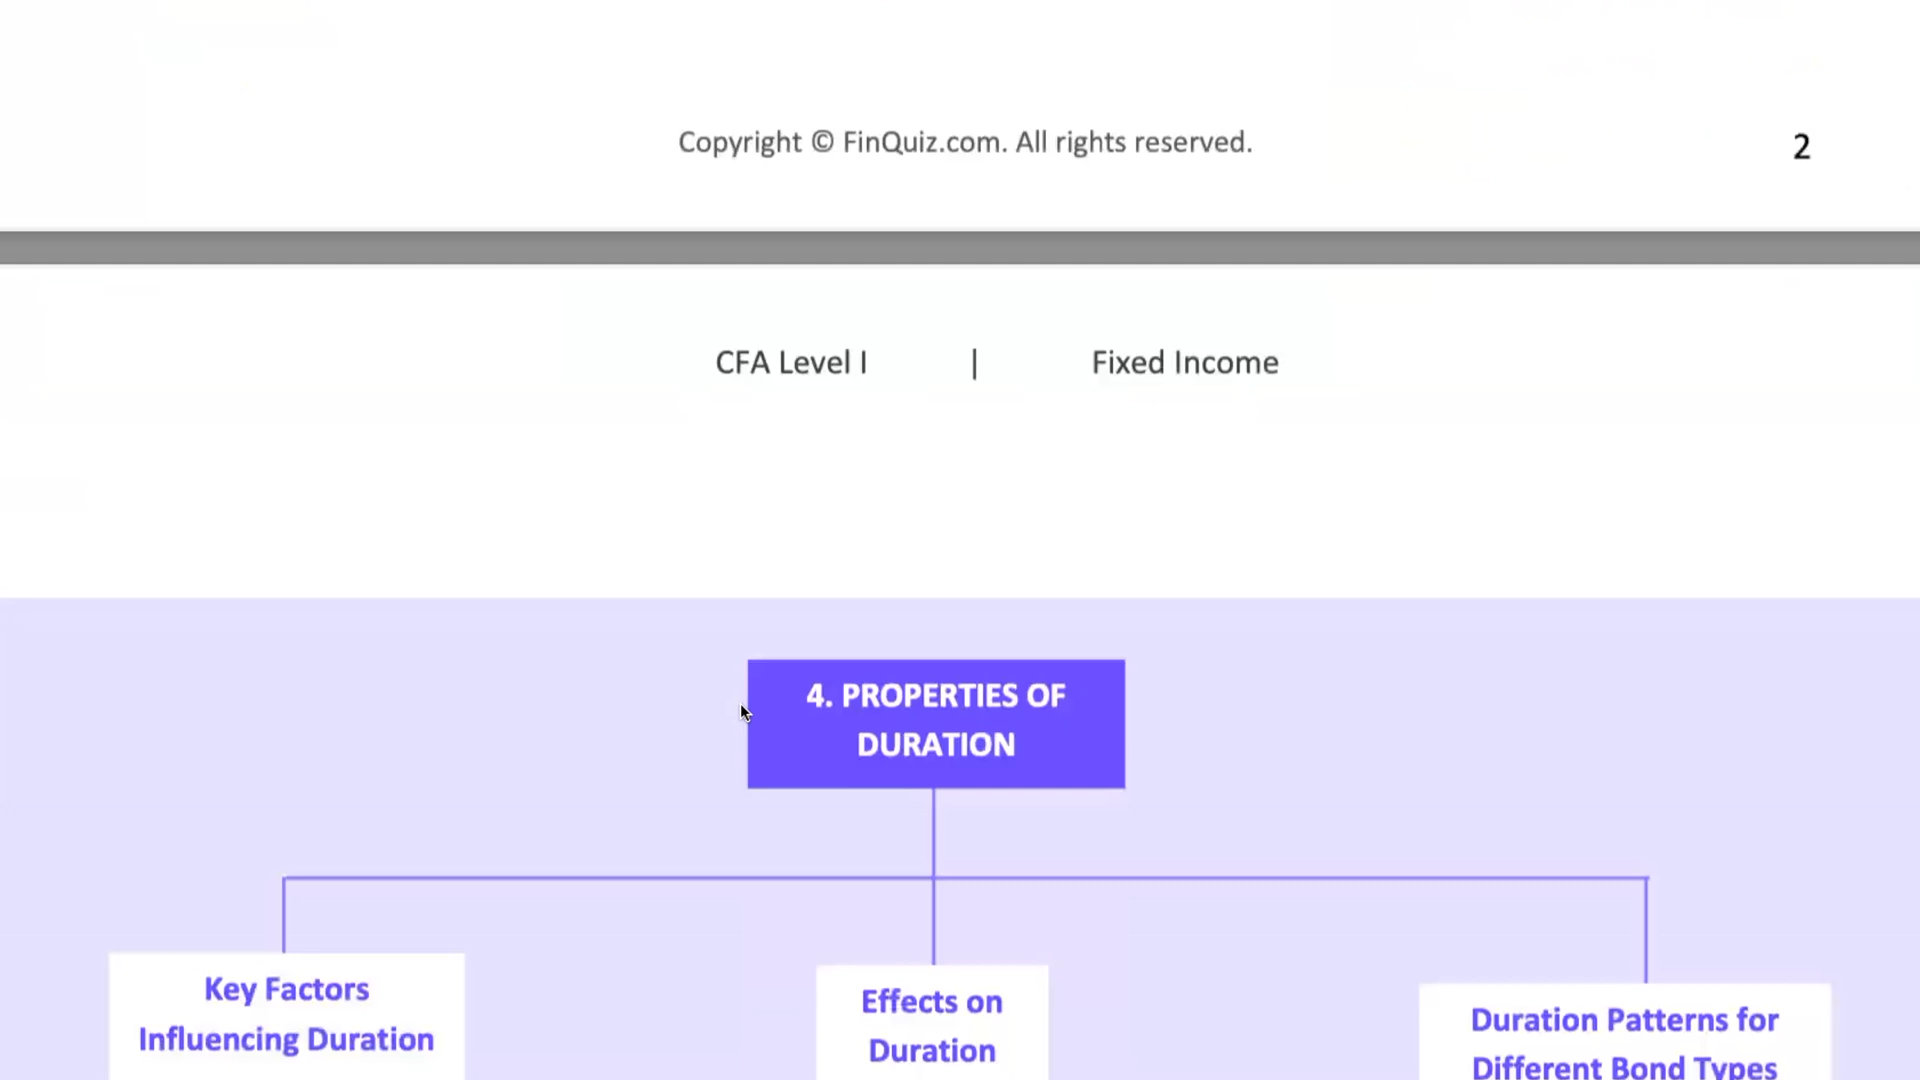 Copyright © FinQuiz.com. All rights reserved.
2
CFA Level I | Fixed Income
4. PROPERTIES OF
DURATION
Key Factors
Influencing Duration
Effects on
Duration
Duration Patterns for
Different Bond Types